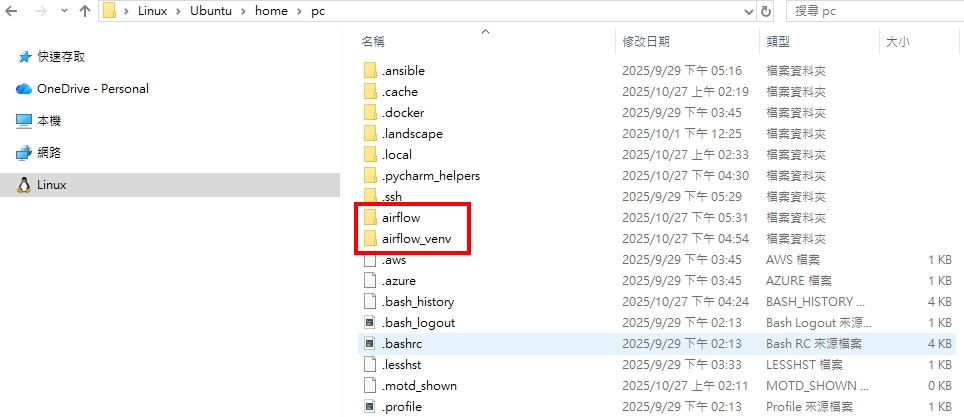 Linux > Ubuntu > home > pc
搜尋 pc
快速存取
OneDrive - Personal
本機
網路
Linux
名稱 修改日期 類型 大小
.ansible 2025/9/29 下午 05:16 檔案資料夾
.cache 2025/10/27 上午 02:19 檔案資料夾
.docker 2025/9/29 下午 03:45 檔案資料夾
.landscape 2025/10/1 下午 12:25 檔案資料夾
.local 2025/10/27 上午 02:33 檔案資料夾
.pycharm_helpers 2025/10/27 下午 04:30 檔案資料夾
.ssh 2025/9/29 下午 05:29 檔案資料夾
airflow 2025/10/27 下午 05:31 檔案資料夾
airflow_venv 2025/10/27 下午 04:54 檔案資料夾
.aws 2025/9/29 下午 03:45 AWS 檔案 1 KB
.azure 2025/9/29 下午 03:45 AZURE 檔案 1 KB
.bash_history 2025/10/27 下午 04:24 BASH_HISTORY ... 4 KB
.bash_logout 2025/9/29 下午 02:13 Bash Logout 來源... 1 KB
.bashrc 2025/9/29 下午 02:13 Bash RC 來源檔案 4 KB
.lesshst 2025/9/29 下午 03:33 LESSHST 檔案 1 KB
.motd_shown 2025/10/27 上午 02:11 MOTD_SHOWN ... 0 KB
.profile 2025/9/29 下午 02:13 Profile 來源檔案 1 KB